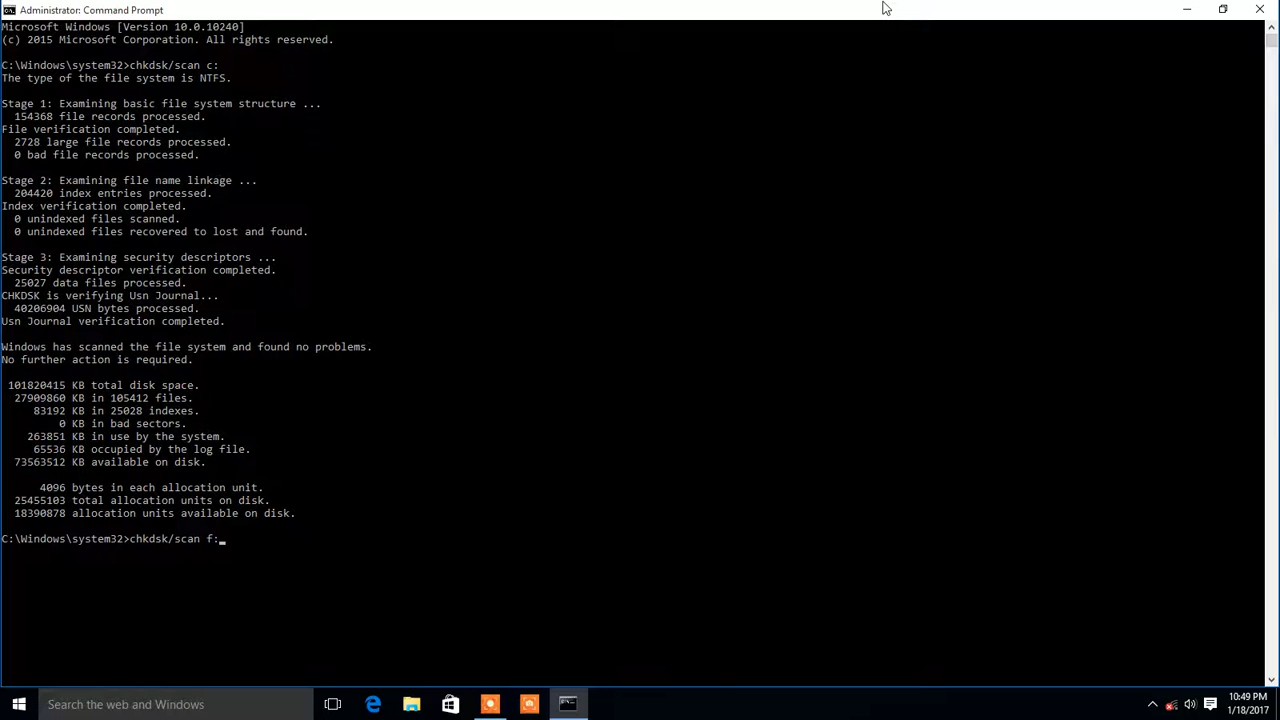 Administrator: Command Prompt
Microsoft Windows [Version 10.0.10240]
(c) 2015 Microsoft Corporation. All rights reserved.
C:\Windows\system32>chkdsk/scan c:
The type of the file system is NTFS.
Stage 1: Examining basic file system structure ...
154368 file records processed.
File verification completed.
2728 large file records processed.
0 bad file records processed.
Stage 2: Examining file name linkage ...
204420 index entries processed.
Index verification completed.
0 unindexed files scanned.
0 unindexed files recovered to lost and found.
Stage 3: Examining security descriptors ...
Security descriptor verification completed.
25027 data files processed.
CHKDSK is verifying Usn Journal...
40206904 USN bytes processed.
Usn Journal verification completed.
Windows has scanned the file system and found no problems.
No further action is required.
101820415 KB total disk space.
27909860 KB in 105412 files.
83192 KB in 25028 indexes.
0 KB in bad sectors.
263851 KB in use by the system.
65536 KB occupied by the log file.
73563512 KB available on disk.
4096 bytes in each allocation unit.
25455103 total allocation units on disk.
18390878 allocation units available on disk.
C:\Windows\system32>chkdsk/scan f:_
Search the web and Windows
10:49 PM
1/18/2017